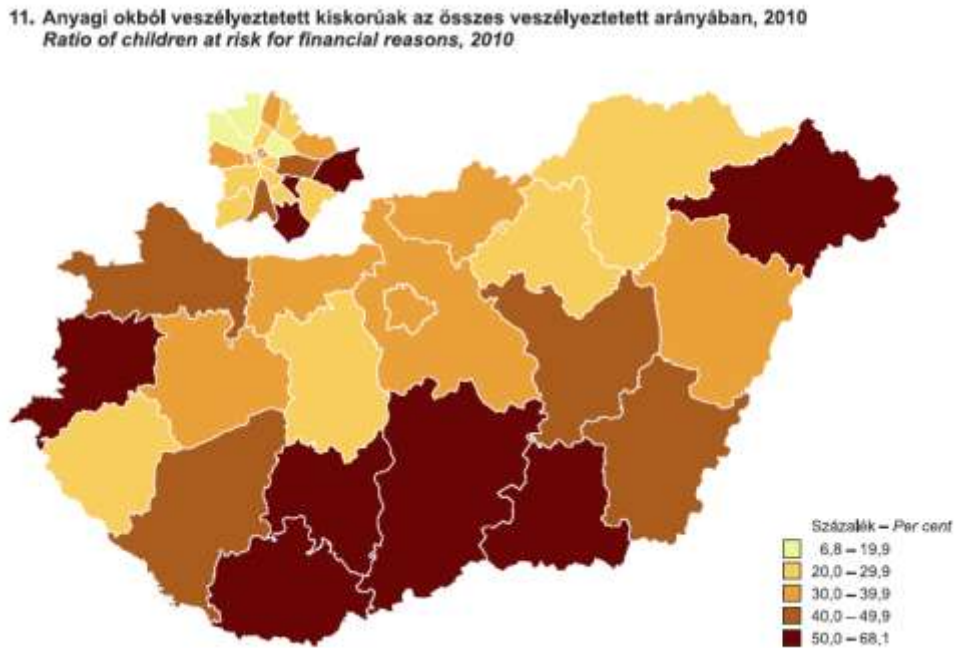 11. Anyagi okból veszélyeztetett kiskorúak az összes veszélyeztetett arányában, 2010
Ratio of children at risk for financial reasons, 2010
Százalék – Per cent
6,8 – 19,9
20,0 – 29,9
30,0 – 39,9
40,0 – 49,9
50,0 – 68,1